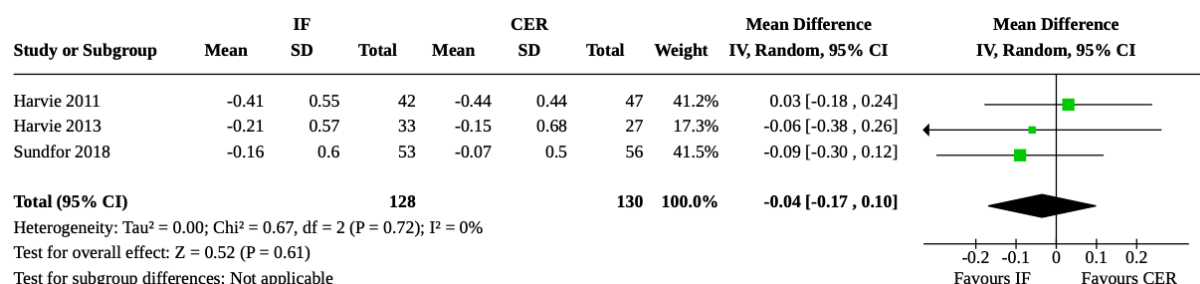 IF CER Mean Difference Mean Difference
Study or Subgroup Mean SD Total Mean SD Total Weight IV, Random, 95% CI IV, Random, 95% CI
Harvie 2011 -0.41 0.55 42 -0.44 0.44 47 41.2% 0.03 [-0.18 , 0.24]
Harvie 2013 -0.21 0.57 33 -0.15 0.68 27 17.3% -0.06 [-0.38 , 0.26]
Sundfor 2018 -0.16 0.6 53 -0.07 0.5 56 41.5% -0.09 [-0.30 , 0.12]
Total (95% CI) 128 130 100.0% -0.04 [-0.17 , 0.10]
Heterogeneity: Tau² = 0.00; Chi² = 0.67, df = 2 (P = 0.72); I² = 0%
Test for overall effect: Z = 0.52 (P = 0.61)
-0.2 -0.1 0 0.1 0.2
Test for subgroup differences: Not applicable
Favours IF Favours CER